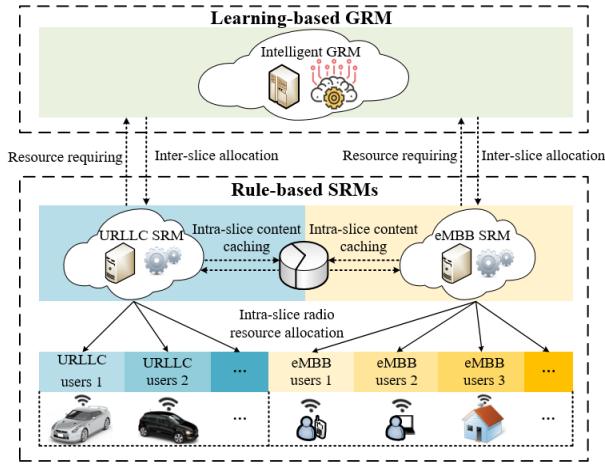 Learning-based GRM
Intelligent GRM
Resource requiring
Inter-slice allocation
Resource requiring
Inter-slice allocation
Rule-based SRMs
URLLC SRM
Intra-slice content
caching
Intra-slice content
caching
eMBB SRM
Intra-slice radio
resource allocation
URLLC
users 1
URLLC
users 2
...
eMBB
users 1
eMBB
users 2
eMBB
users 3
...
...
...